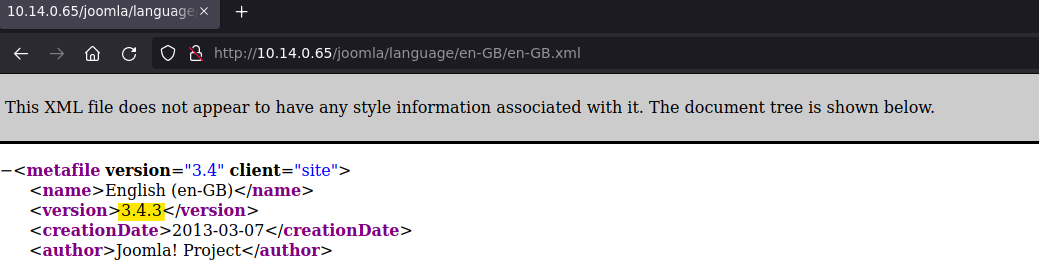 10.14.0.65/joomla/language
http://10.14.0.65/joomla/language/en-GB/en-GB.xml
This XML file does not appear to have any style information associated with it. The document tree is shown below.
−<metafile version="3.4" client="site">
<name>English (en-GB)</name>
<version>3.4.3</version>
<creationDate>2013-03-07</creationDate>
<author>Joomla! Project</author>